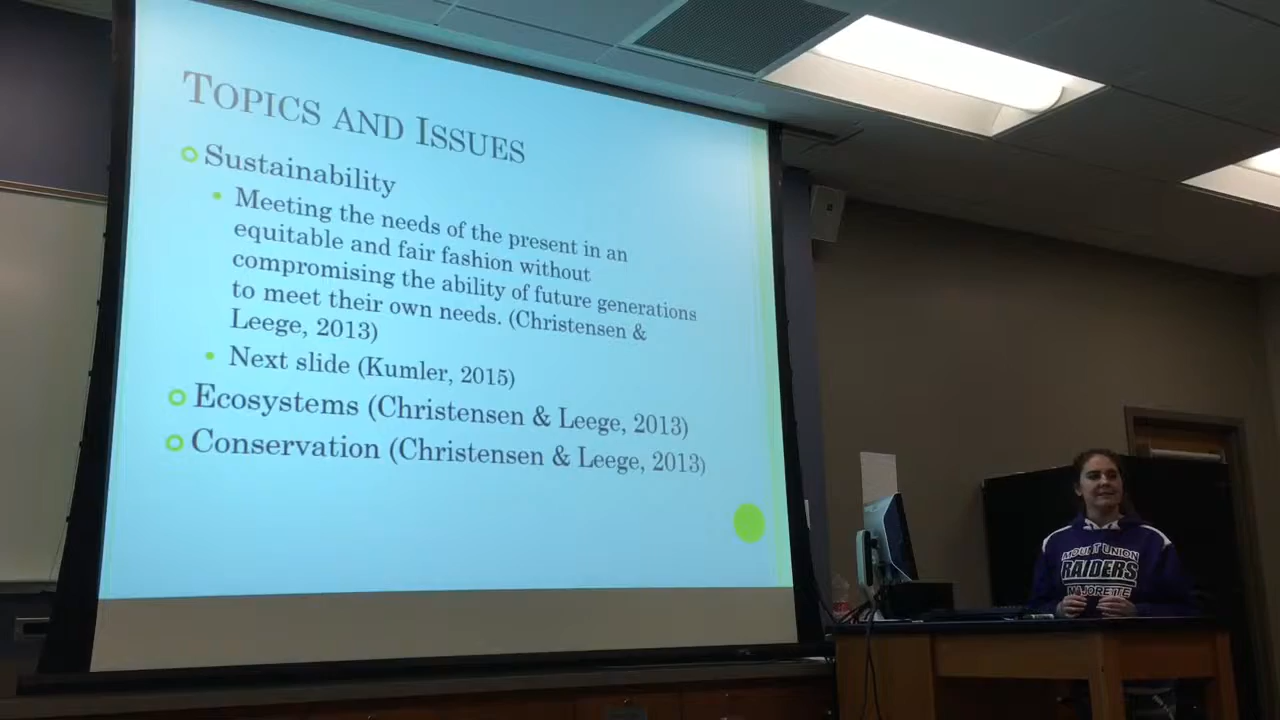 TOPICS AND ISSUES
Sustainability
Meeting the needs of the present in an
equitable and fair fashion without
compromising the ability of future generations
to meet their own needs. (Christensen &
Leege, 2013)
Next slide (Kumler, 2015)
Ecosystems (Christensen & Leege, 2013)
Conservation (Christensen & Leege, 2013)
MOUNT UNION
RAIDERS
MAJORETTE